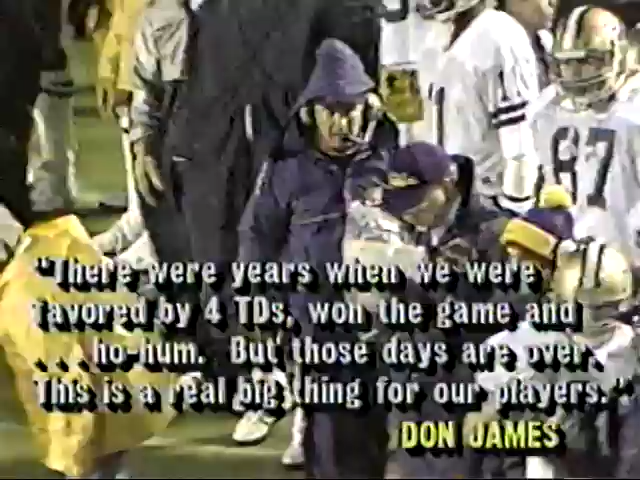 "There were years when we were
favored by 4 TDs, won the game and
...ho-hum. But those days are over.
This is a real big thing for our players."
DON JAMES
87